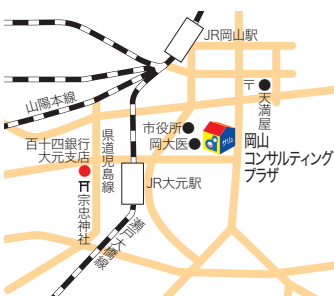 JR岡山駅
〒
天満屋
山陽本線
市役所
岡大医
岡山
コンサルティング
プラザ
百十四銀行
大元支店
県道児島線
宗忠神社
JR大元駅
瀬戸大橋線